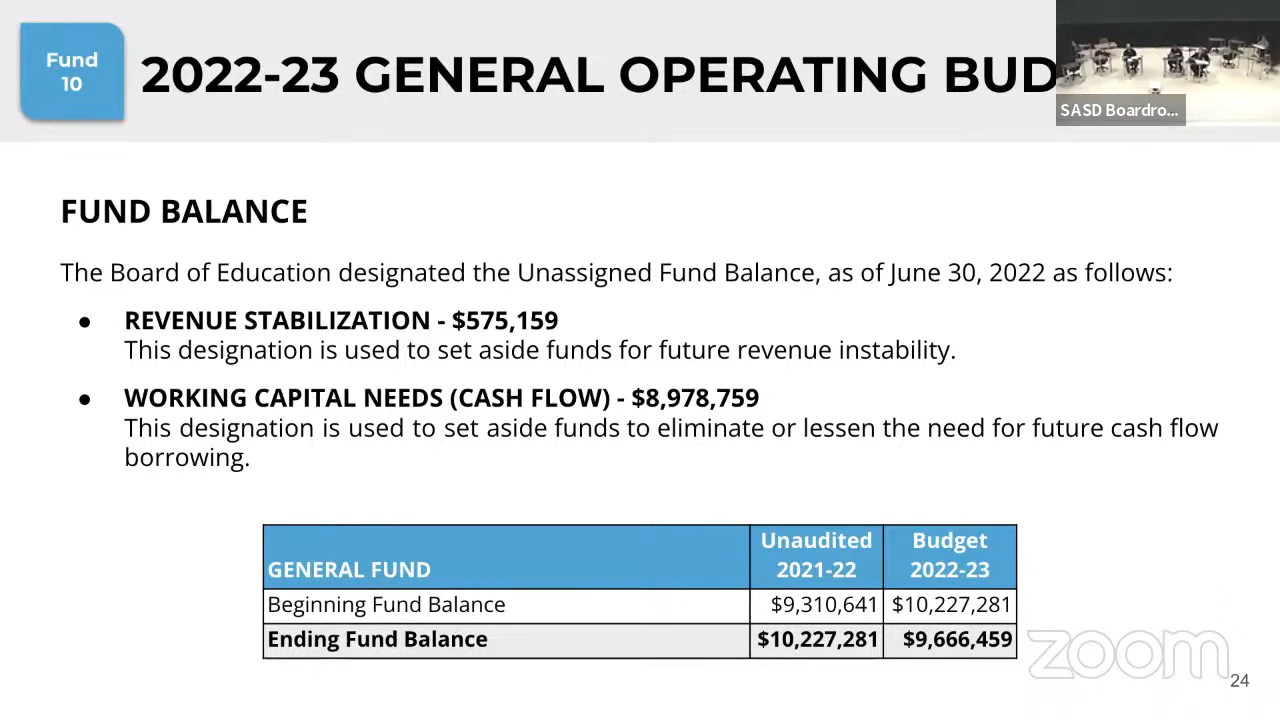 Fund
10
2022-23 GENERAL OPERATING BUD
SASD Boardro...
FUND BALANCE
The Board of Education designated the Unassigned Fund Balance, as of June 30, 2022 as follows:
● REVENUE STABILIZATION - $575,159
This designation is used to set aside funds for future revenue instability.
● WORKING CAPITAL NEEDS (CASH FLOW) - $8,978,759
This designation is used to set aside funds to eliminate or lessen the need for future cash flow
borrowing.
GENERAL FUND Unaudited 2021-22 Budget 2022-23
Beginning Fund Balance $9,310,641 $10,227,281
Ending Fund Balance $10,227,281 $9,666,459
zoom
24